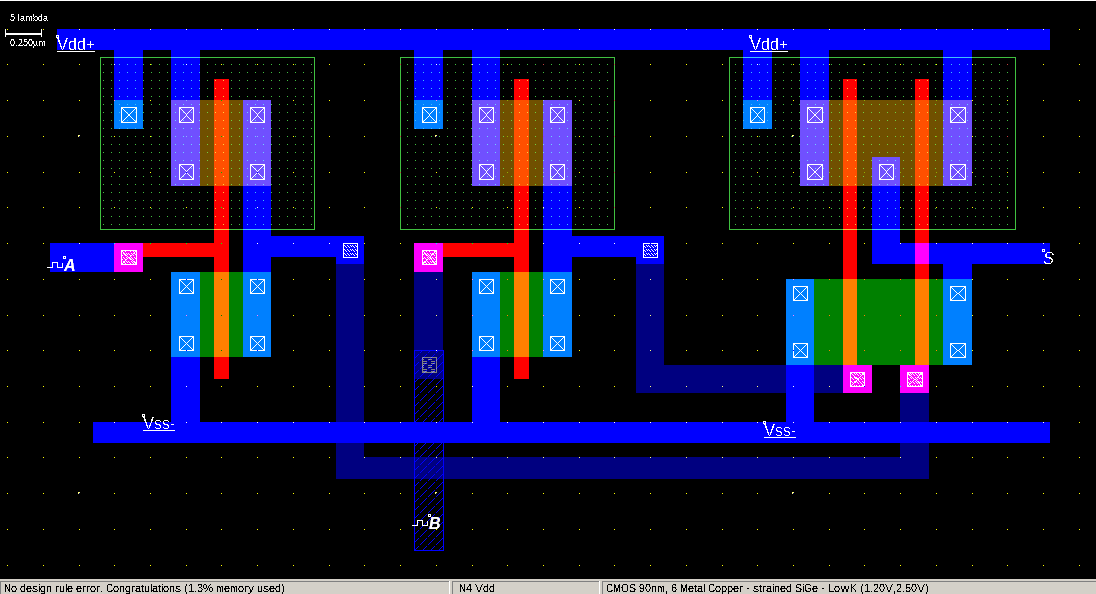 5 lambda
0.250µm
Vdd+
Vdd+
A
S
Vss-
Vss-
B
No design rule error. Congratulations (1.3% memory used)
N4 Vdd
CMOS 90nm, 6 Metal Copper - strained SiGe - LowK (1.20V,2.50V)